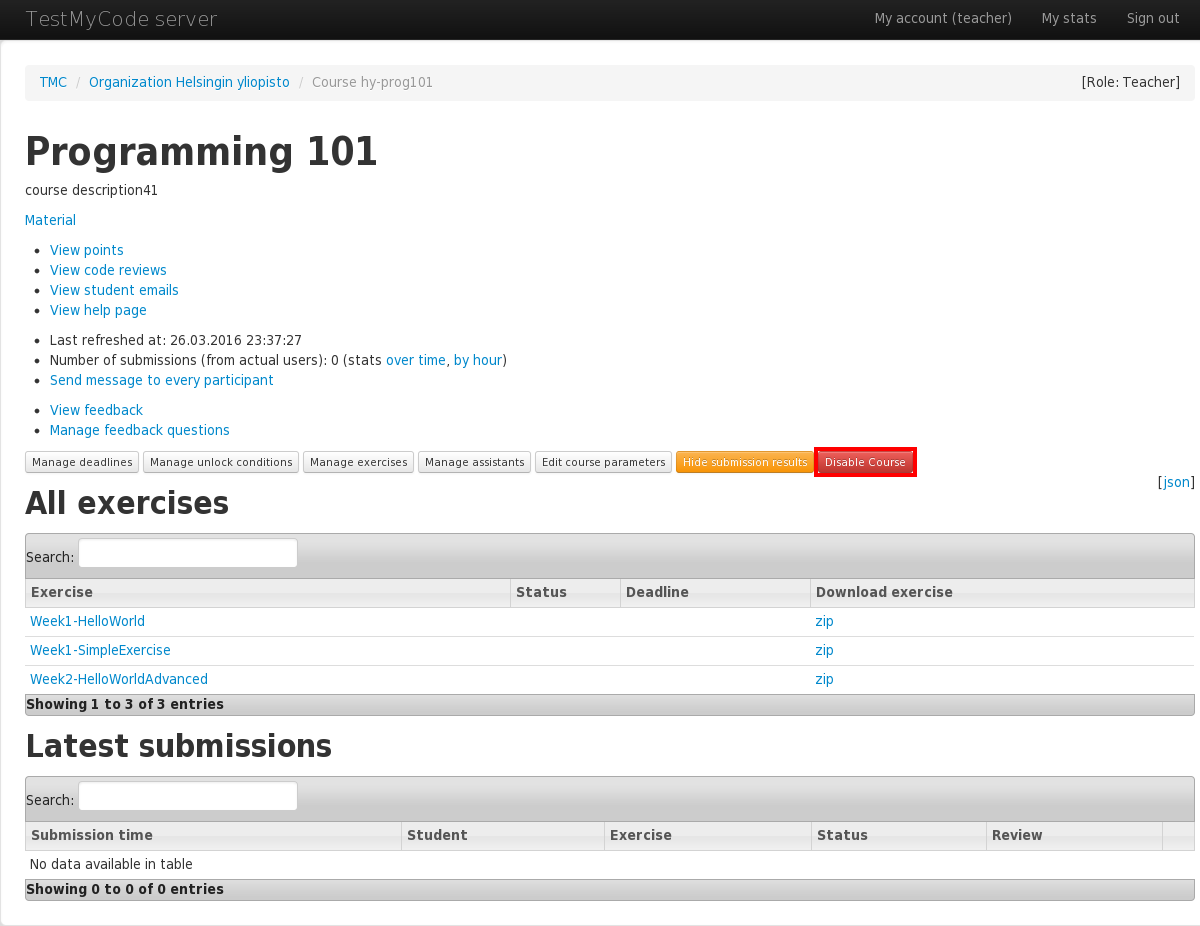 TestMyCode server My account (teacher) My stats Sign out
TMC / Organization Helsingin yliopisto / Course hy-prog101 [Role: Teacher]
Programming 101
course description41
Material
View points
View code reviews
View student emails
View help page
Last refreshed at: 26.03.2016 23:37:27
Number of submissions (from actual users): 0 (stats over time, by hour)
Send message to every participant
View feedback
Manage feedback questions
Manage deadlines Manage unlock conditions Manage exercises Manage assistants Edit course parameters Hide submission results Disable Course
[json]
All exercises
Search:
Exercise Status Deadline Download exercise
Week1-HelloWorld zip
Week1-SimpleExercise zip
Week2-HelloWorldAdvanced zip
Showing 1 to 3 of 3 entries
Latest submissions
Search:
Submission time Student Exercise Status Review
No data available in table
Showing 0 to 0 of 0 entries